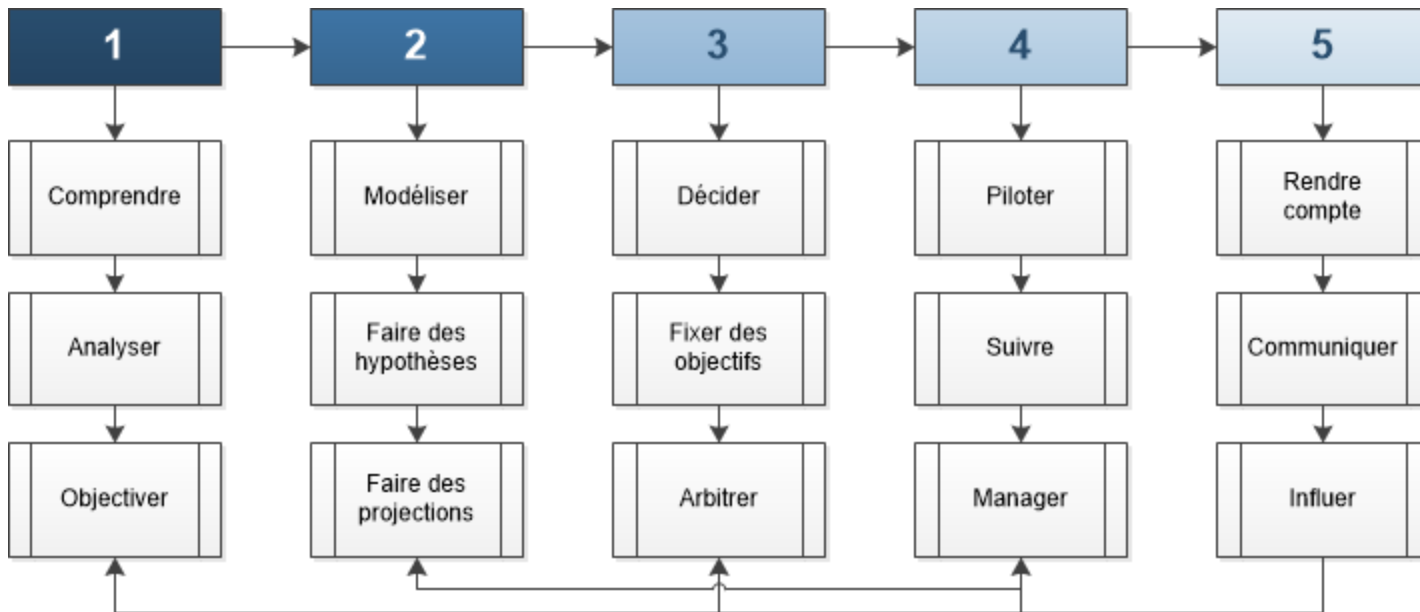 1
2
3
4
5
Comprendre
Modéliser
Décider
Piloter
Rendre
compte
Analyser
Faire des
hypothèses
Fixer des
objectifs
Suivre
Communiquer
Objectiver
Faire des
projections
Arbitrer
Manager
Influer